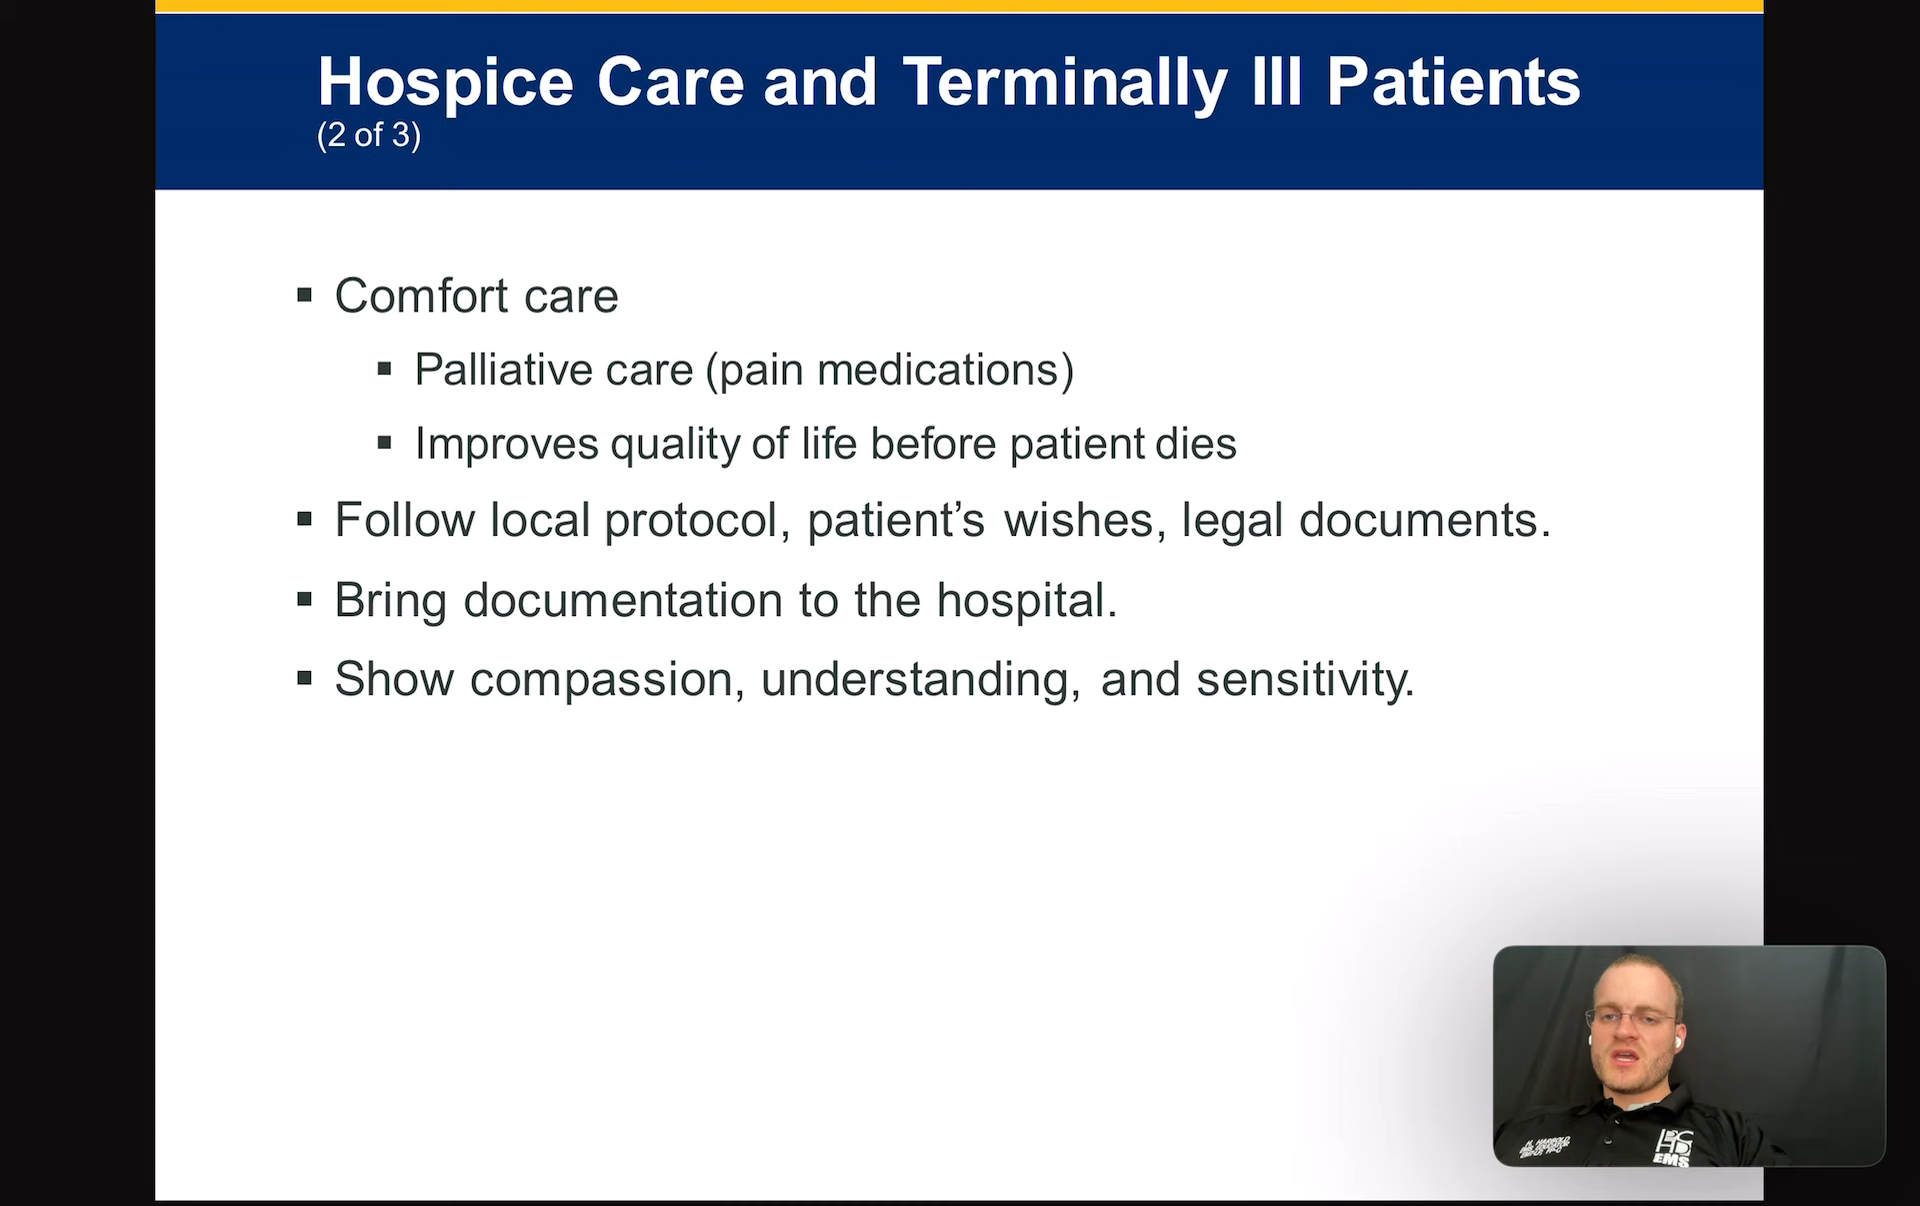 Hospice Care and Terminally Ill Patients
(2 of 3)
▪ Comfort care
▪ Palliative care (pain medications)
▪ Improves quality of life before patient dies
▪ Follow local protocol, patient’s wishes, legal documents.
▪ Bring documentation to the hospital.
▪ Show compassion, understanding, and sensitivity.
EMS